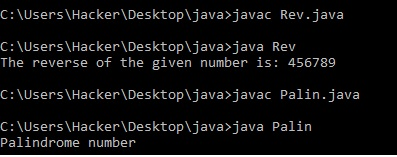 C:\Users\Hacker\Desktop\java>javac Rev.java
C:\Users\Hacker\Desktop\java>java Rev
The reverse of the given number is: 456789
C:\Users\Hacker\Desktop\java>javac Palin.java
C:\Users\Hacker\Desktop\java>java Palin
Palindrome number